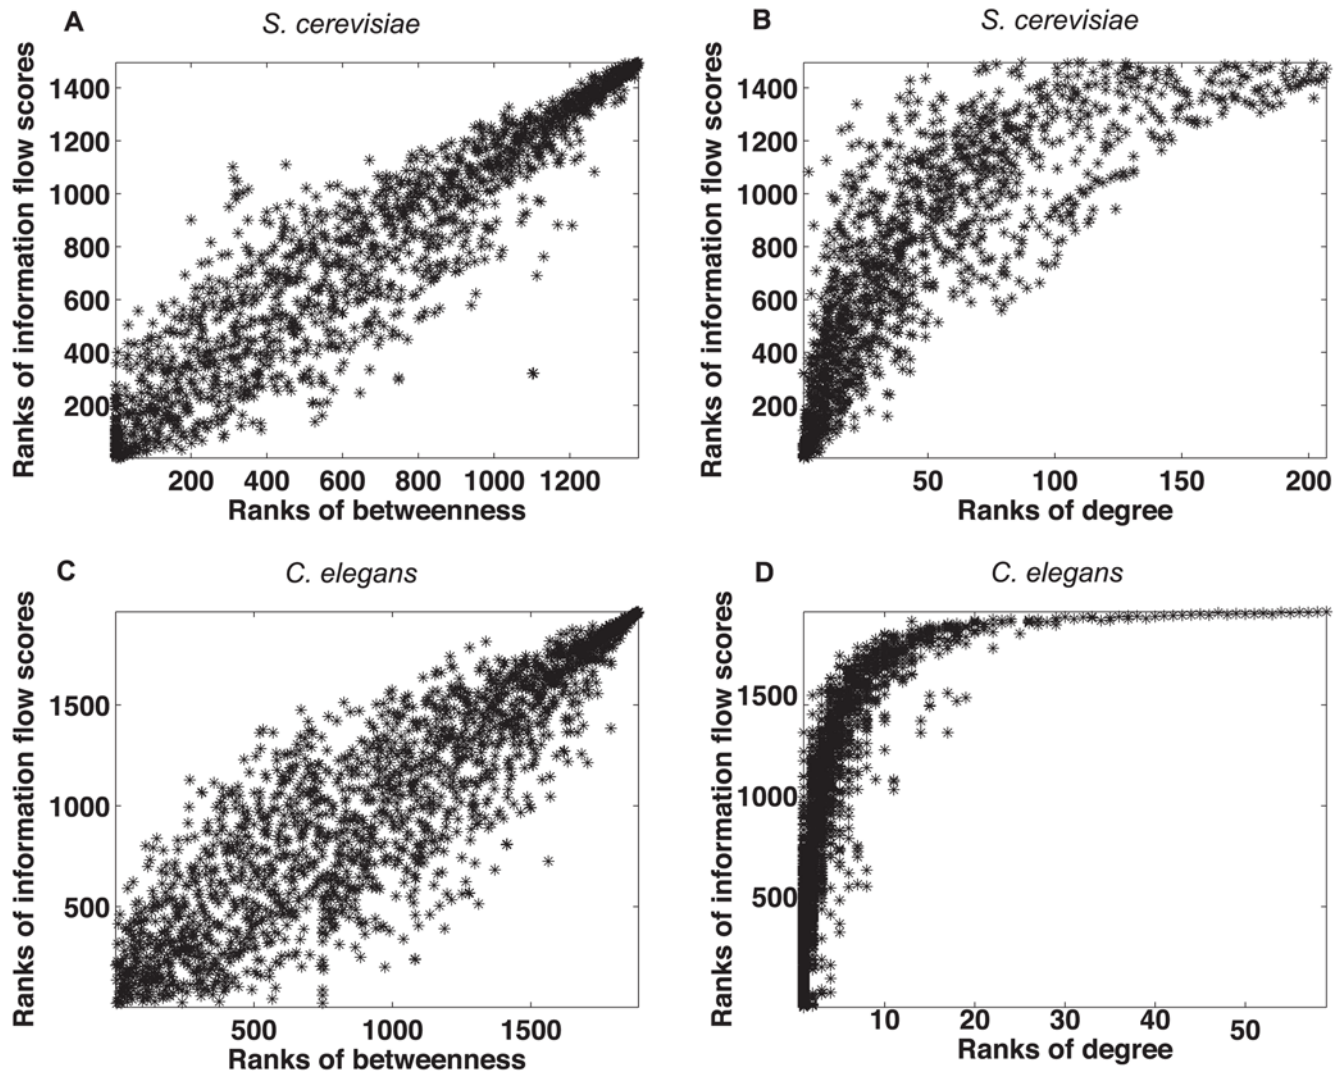 A
S. cerevisiae
Ranks of information flow scores
1400
1200
1000
800
600
400
200
200 400 600 800 1000 1200
Ranks of betweenness
B
S. cerevisiae
Ranks of information flow scores
1400
1200
1000
800
600
400
200
50 100 150 200
Ranks of degree
C
C. elegans
Ranks of information flow scores
1500
1000
500
500 1000 1500
Ranks of betweenness
D
C. elegans
Ranks of information flow scores
1500
1000
500
10 20 30 40 50
Ranks of degree